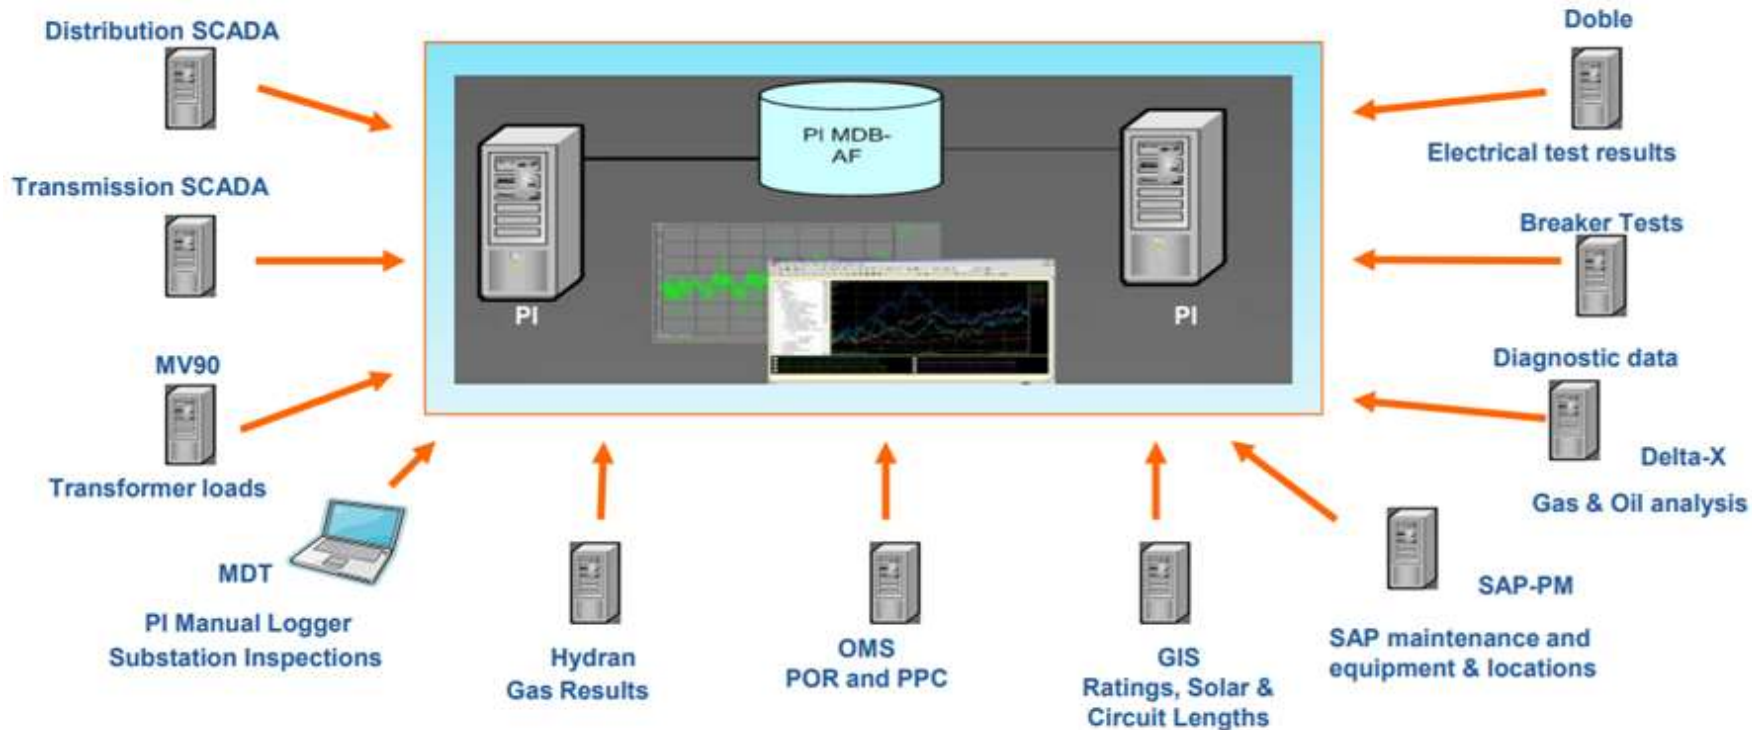 Distribution SCADA
Transmission SCADA
MV90
Transformer loads
MDT
PI Manual Logger
Substation Inspections
PI MDB-
AF
PI
PI
Hydran
Gas Results
OMS
POR and PPC
GIS
Ratings, Solar &
Circuit Lengths
Doble
Electrical test results
Breaker Tests
Diagnostic data
Delta-X
Gas & Oil analysis
SAP-PM
SAP maintenance and
equipment & locations